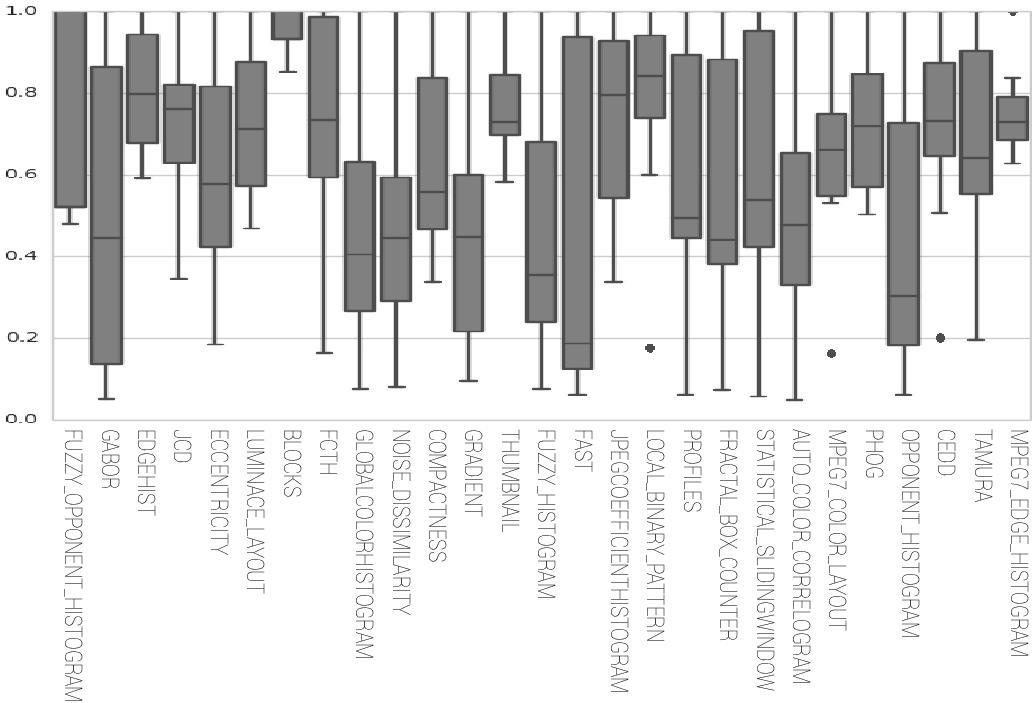 1.0
0.8
0.6
0.4
0.2
0.0
FUZZY_OPPONENT_HISTOGRAM
GABOR
EDGEHIST
JCD
ECCENTRICITY
LUMINACE_LAYOUT
BLOCKS
FCTH
GLOBALCOLORHISTOGRAM
NOISE_DISSIMILARITY
COMPACTNESS
GRADIENT
THUMBNAIL
FUZZY_HISTOGRAM
FAST
JPEGCOEFFICIENTHISTOGRAM
LOCAL_BINARY_PATTERN
PROFILES
FRACTAL_BOX_COUNTER
STATISTICAL_SLIDINGWINDOW
AUTO_COLOR_CORRELOGRAM
MPEG7_COLOR_LAYOUT
PHOG
OPPONENT_HISTOGRAM
CEDD
TAMURA
MPEG7_EDGE_HISTOGRAM